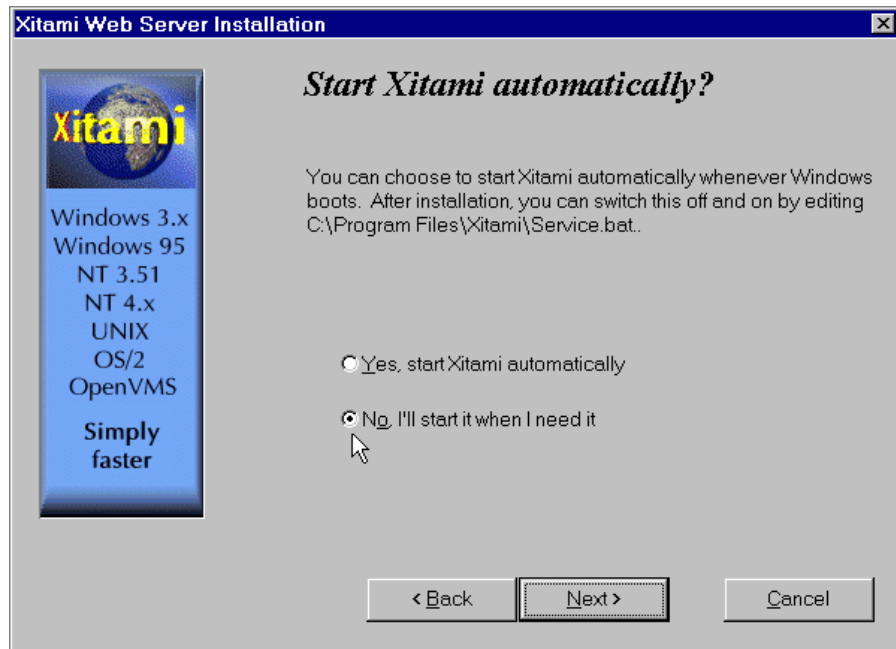 Xitami Web Server Installation
Xitami
Windows 3.x
Windows 95
NT 3.51
NT 4.x
UNIX
OS/2
OpenVMS
Simply
faster
Start Xitami automatically?
You can choose to start Xitami automatically whenever Windows
boots. After installation, you can switch this off and on by editing
C:\Program Files\Xitami\Service.bat..
Yes, start Xitami automatically
No, I'll start it when I need it
< Back
Next >
Cancel